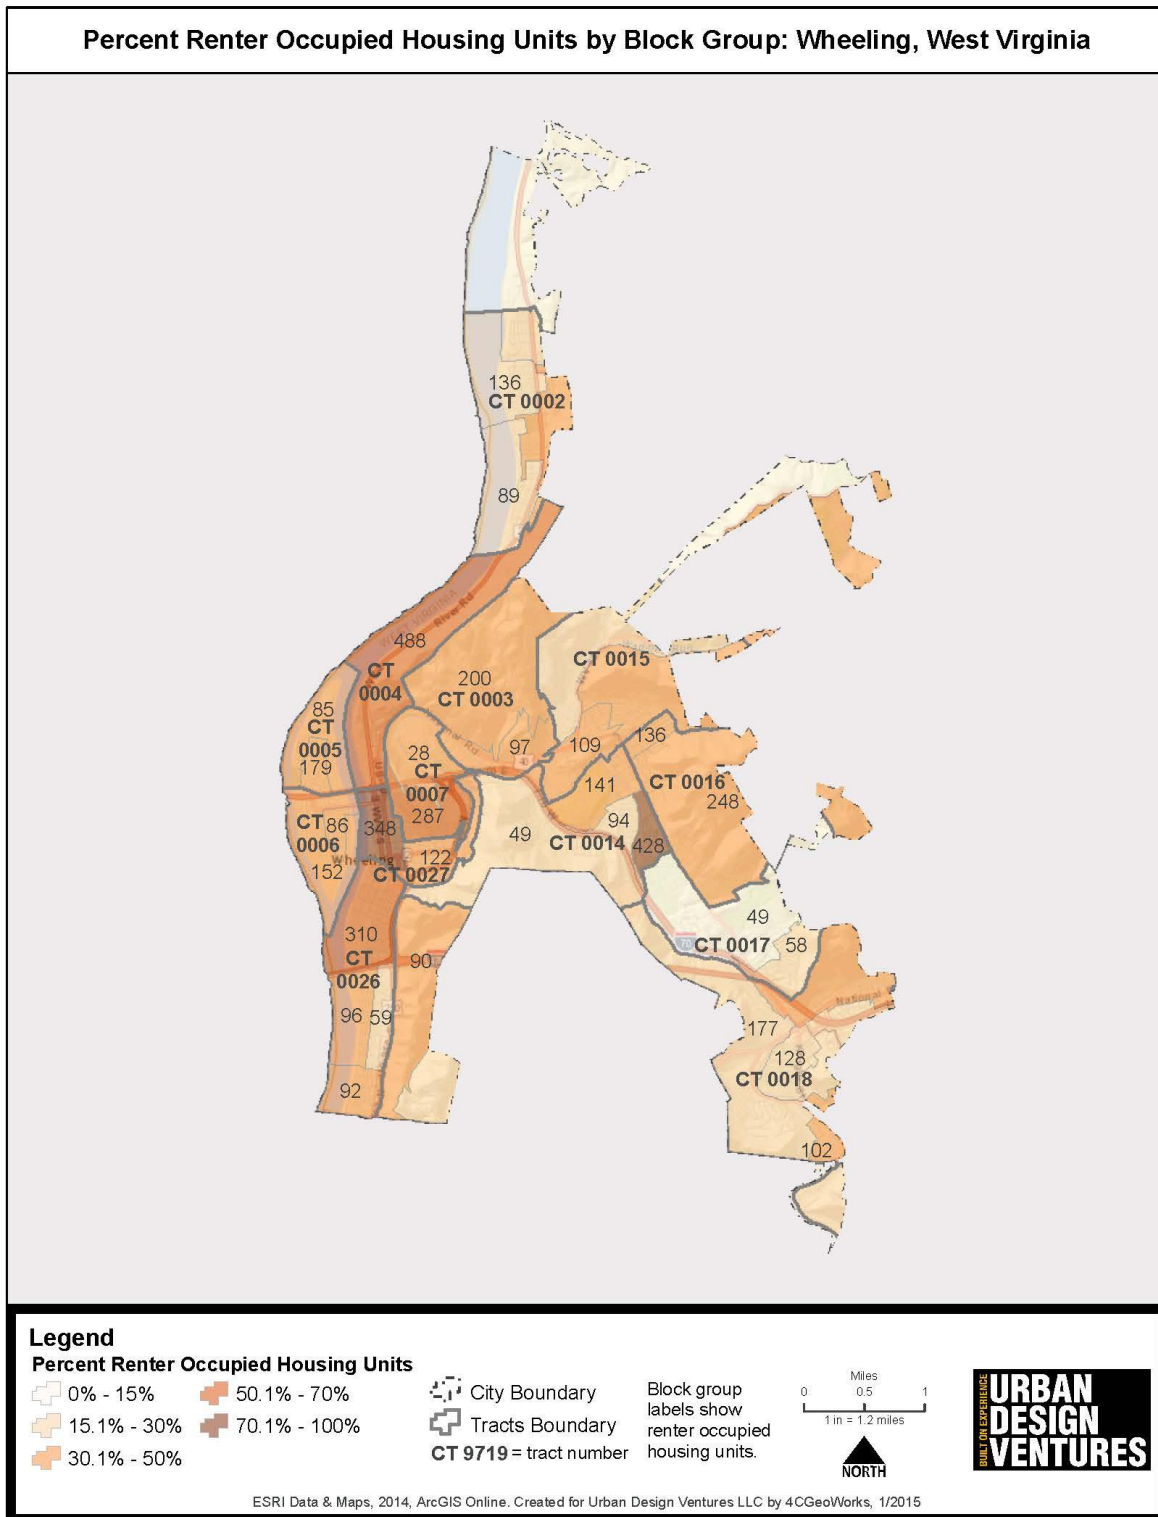 Percent Renter Occupied Housing Units by Block Group: Wheeling, West Virginia
136
CT 0002
89
WEST VIRGINIA
River Rd
488
CT
0004
200
CT 0003
CT 0015
85
CT
0005
179
28
CT
0007
287
97
109
136
141
CT 0016
248
CT
0006
86
348
Wheeling
152
122
CT 0027
49
94
CT 0014
428
49
CT 0017
58
310
CT
0026
90
96
59
92
National
177
128
CT 0018
102
Legend
Percent Renter Occupied Housing Units
0% - 15%
15.1% - 30%
30.1% - 50%
50.1% - 70%
70.1% - 100%
City Boundary
Tracts Boundary
CT 9719 = tract number
Block group
labels show
renter occupied
housing units.
Miles
0 0.5 1
1 in = 1.2 miles
NORTH
BUILT ON EXPERIENCE
URBAN
DESIGN
VENTURES
ESRI Data & Maps, 2014, ArcGIS Online. Created for Urban Design Ventures LLC by 4CGeoWorks, 1/2015